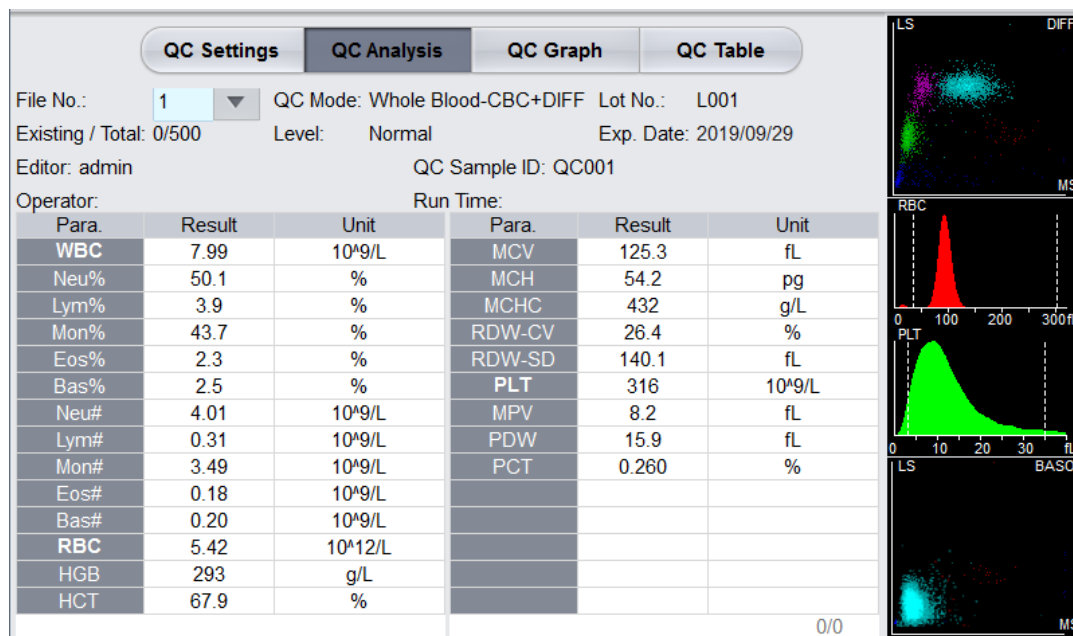 QC Settings QC Analysis QC Graph QC Table
File No.: 1 QC Mode: Whole Blood-CBC+DIFF Lot No.: L001
Existing / Total: 0/500 Level: Normal Exp. Date: 2019/09/29
Editor: admin QC Sample ID: QC001
Operator: Run Time:
Para. Result Unit Para. Result Unit
WBC 7.99 10^9/L MCV 125.3 fL
Neu% 50.1 % MCH 54.2 pg
Lym% 3.9 % MCHC 432 g/L
Mon% 43.7 % RDW-CV 26.4 %
Eos% 2.3 % RDW-SD 140.1 fL
Bas% 2.5 % PLT 316 10^9/L
Neu# 4.01 10^9/L MPV 8.2 fL
Lym# 0.31 10^9/L PDW 15.9 fL
Mon# 3.49 10^9/L PCT 0.260 %
Eos# 0.18 10^9/L
Bas# 0.20 10^9/L
RBC 5.42 10^12/L
HGB 293 g/L
HCT 67.9 %
0/0
LS DIFF
MS
RBC
0 100 200 300fL
PLT
0 10 20 30 fL
LS BASO
MS